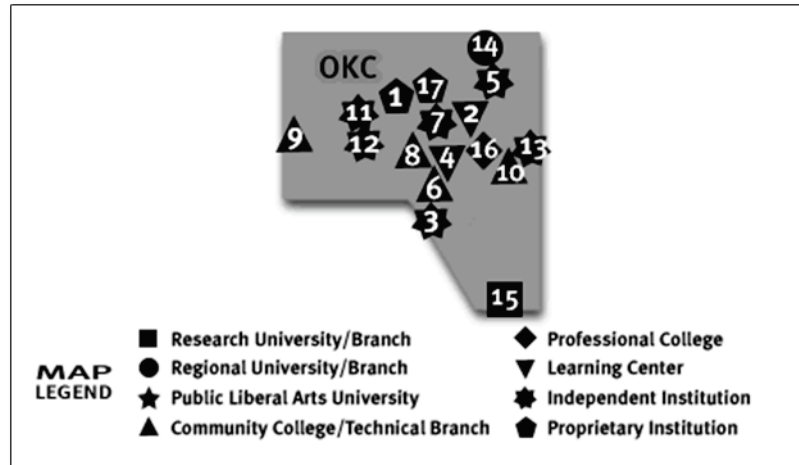 14
OKC
5
17
1
11
2
7
9
12
8
4
16
13
10
6
3
15
MAP
LEGEND
Research University/Branch
Regional University/Branch
Public Liberal Arts University
Community College/Technical Branch
Professional College
Learning Center
Independent Institution
Proprietary Institution